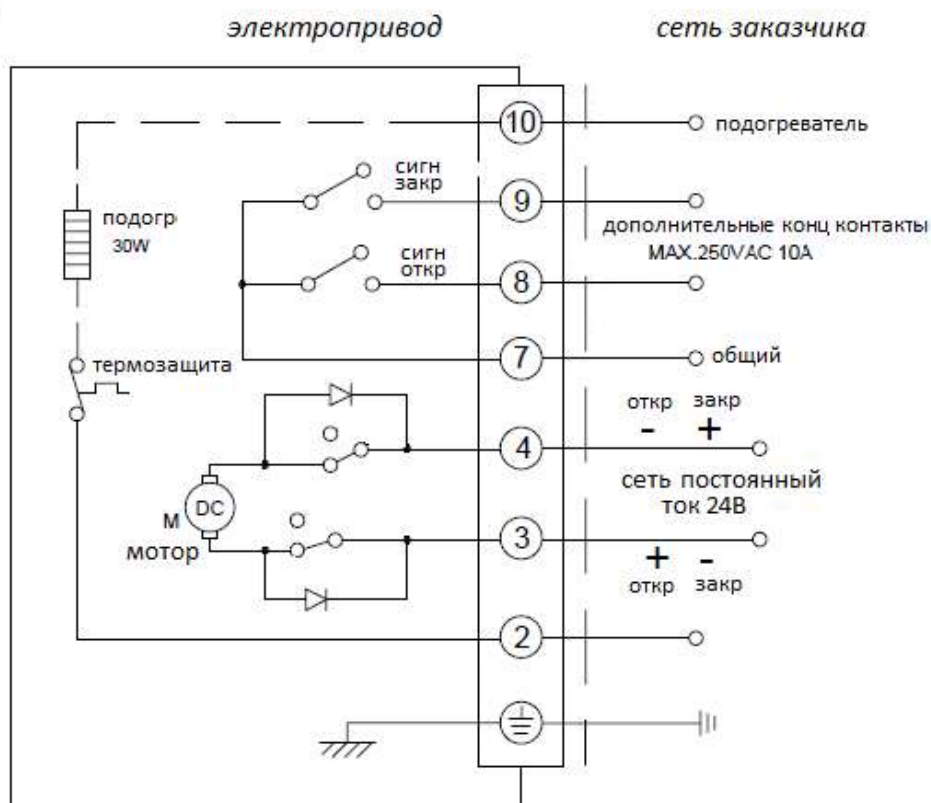 электропривод
сеть заказчика
10
подогреватель
сигн
закр
9
подогр
30W
дополнительные конц контакты
MAX.250VAC 10A
сигн
откр
8
7
общий
термозащита
откр закр
- +
4
сеть постоянный
ток 24В
DC
М
мотор
3
+ -
откр закр
2